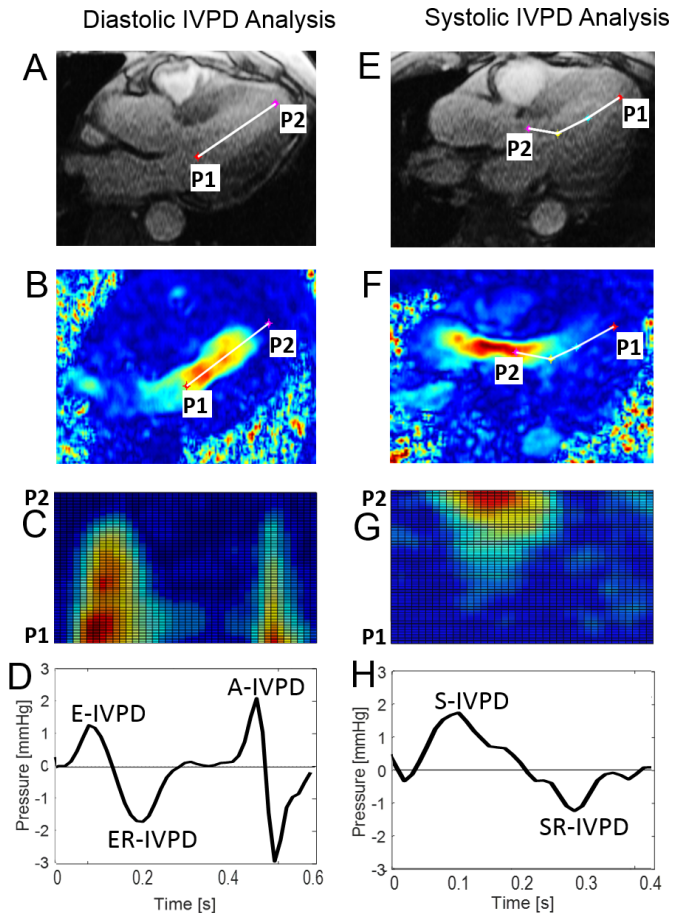 Diastolic IVPD Analysis
Systolic IVPD Analysis
A
P2
P1
E
P1
P2
B
P2
P1
F
P1
P2
P2
C
P1
P2
G
P1
D
3
2
1
0
-1
-2
-3
Pressure [mmHg]
E-IVPD
A-IVPD
ER-IVPD
0
0.2
0.4
0.6
Time [s]
H
3
2
1
0
-1
-2
-3
Pressure [mmHg]
S-IVPD
SR-IVPD
0
0.1
0.2
0.3
0.4
Time [s]